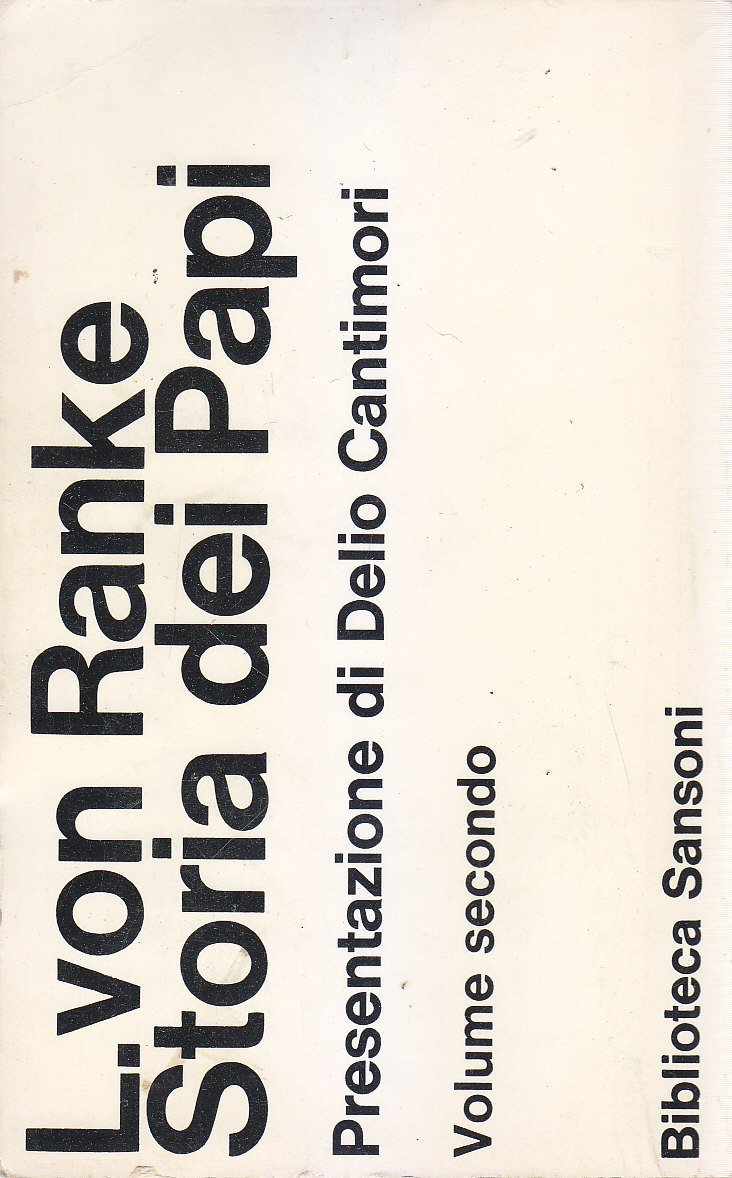 L. von Ranke
Storia dei Papi
Presentazione di Delio Cantimori
Volume secondo
Biblioteca Sansoni